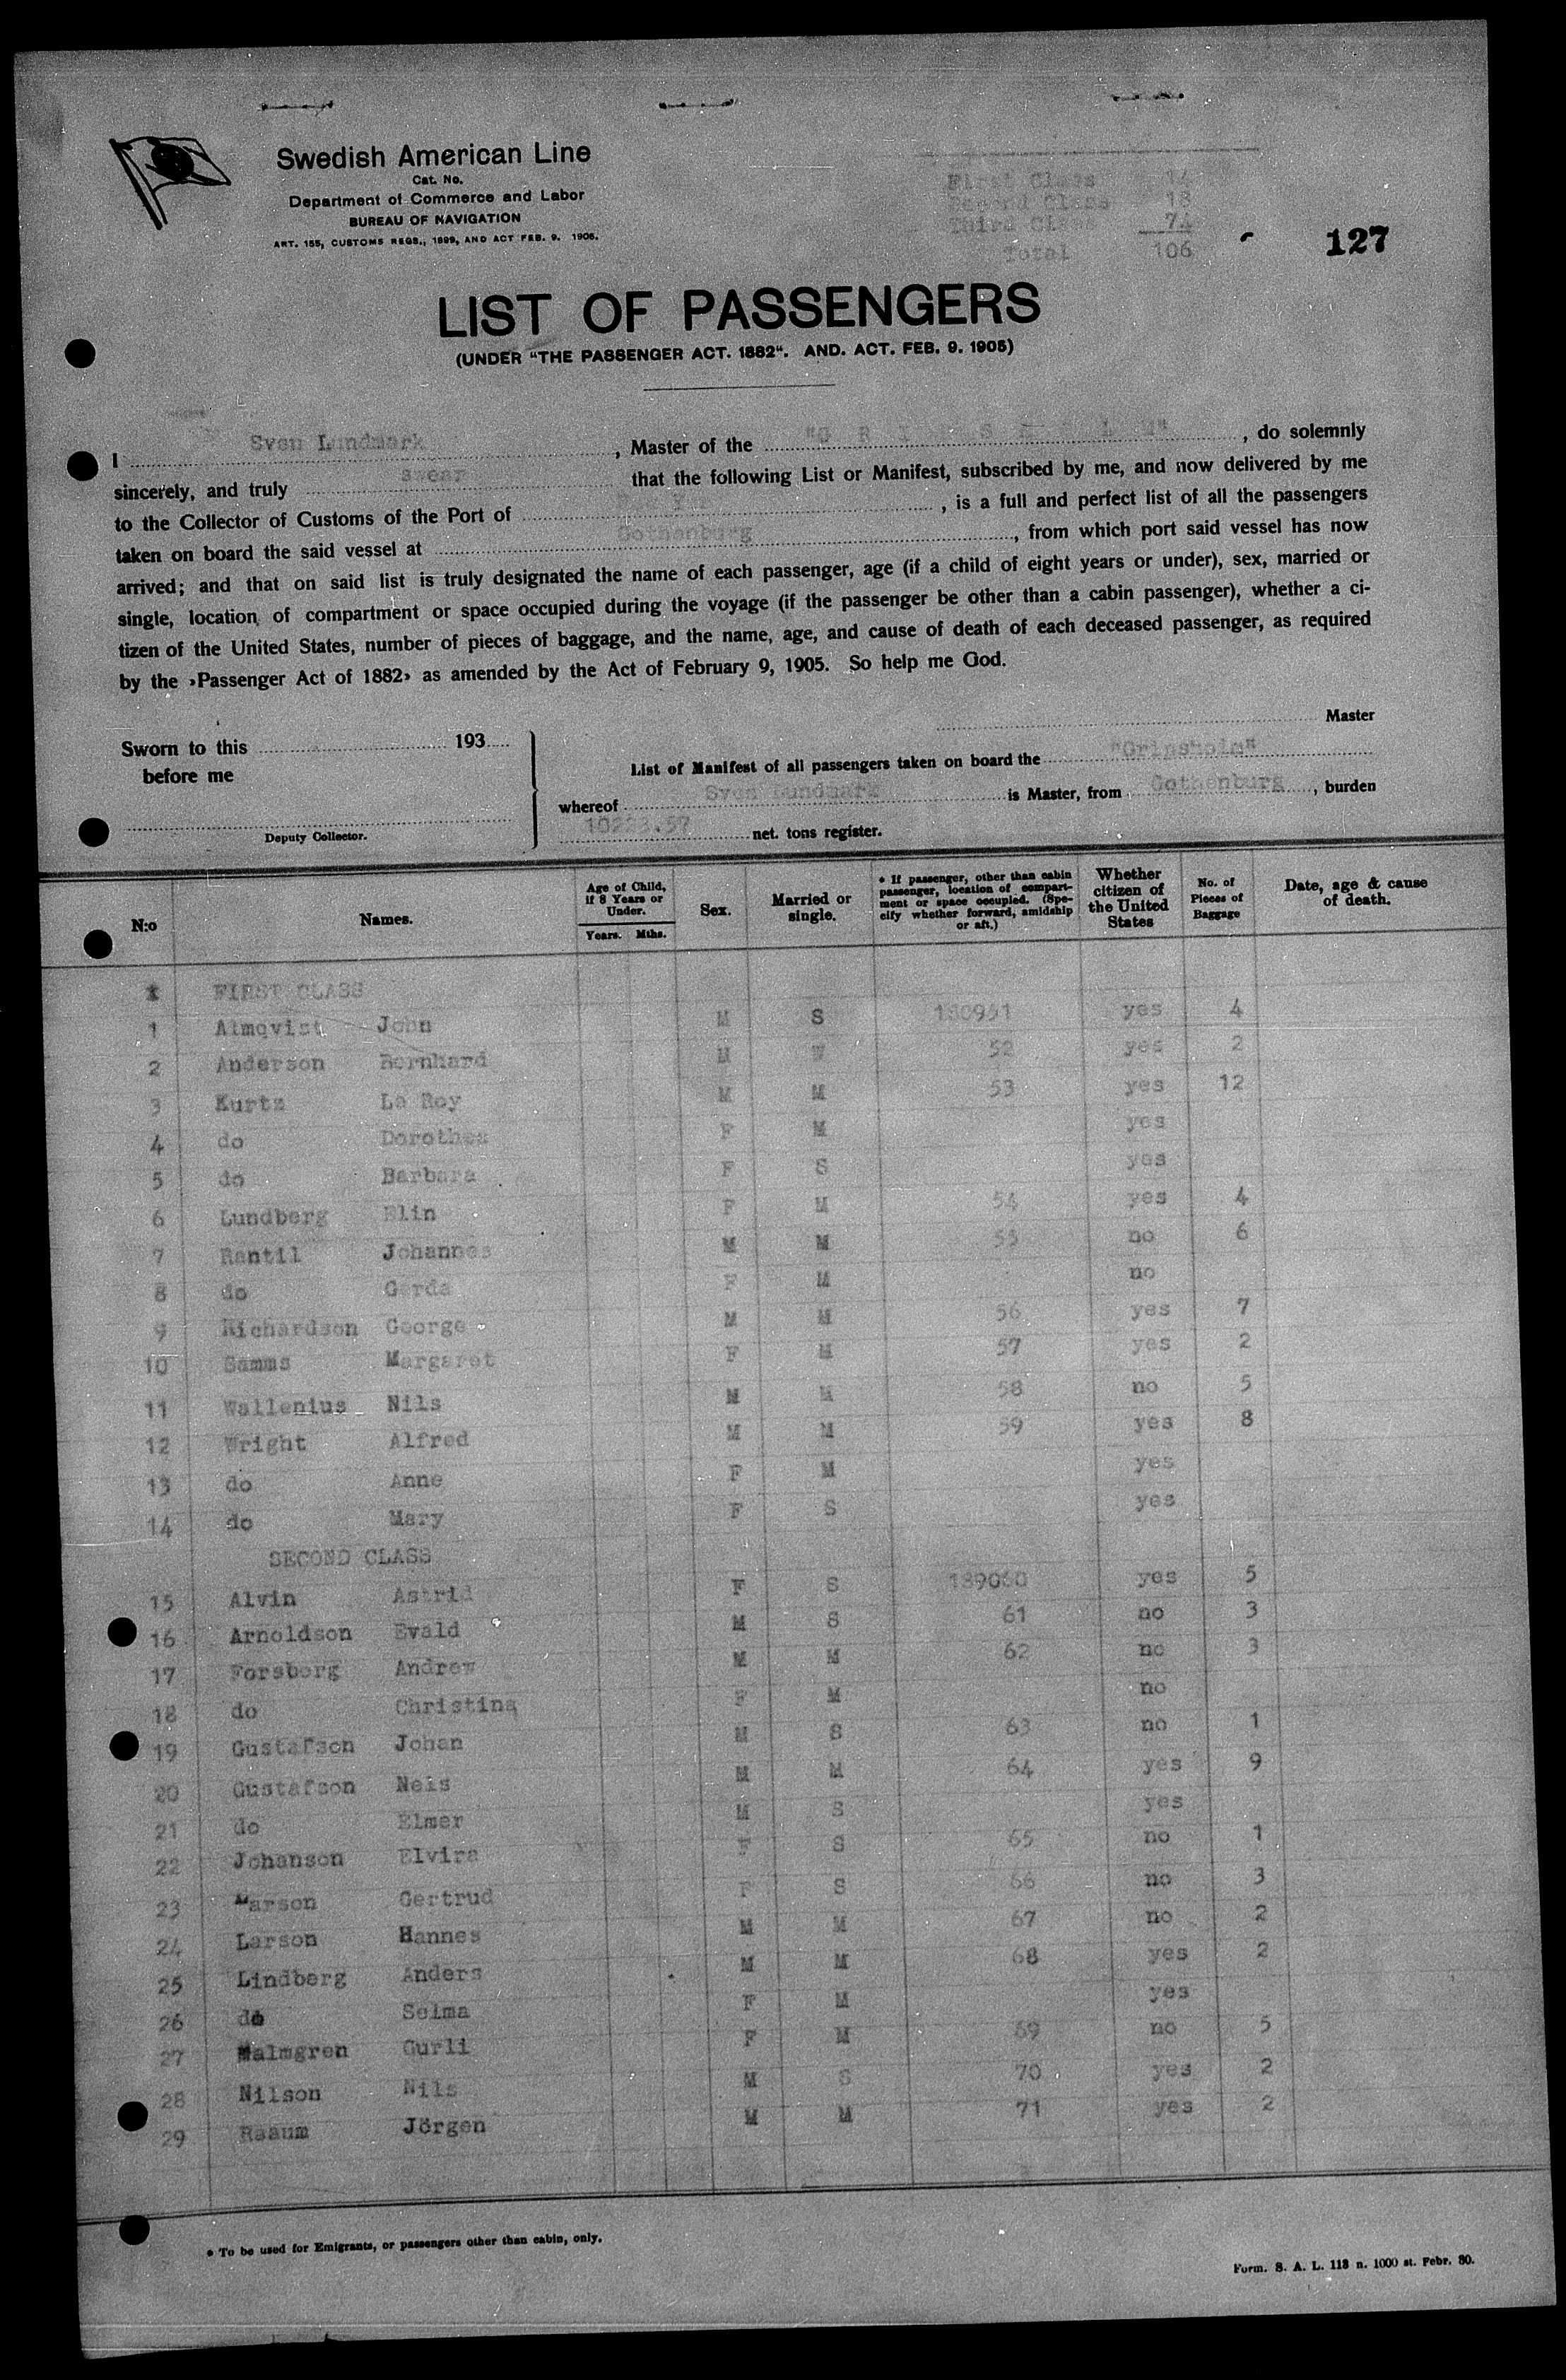 Swedish American Line
Cat. No.
Department of Commerce and Labor
BUREAU OF NAVIGATION
ART. 155, CUSTOMS REGS., 1899, AND ACT FEB. 9. 1905.
First Class 14
Second Class 18
Third Class 74
Total 106
127
LIST OF PASSENGERS
(UNDER "THE PASSENGER ACT. 1882". AND. ACT. FEB. 9. 1905)
I Sven Lundmark, Master of the "G R I P S H O L M", do solemnly
sincerely, and truly swear that the following List or Manifest, subscribed by me, and now delivered by me
to the Collector of Customs of the Port of , is a full and perfect list of all the passengers
taken on board the said vessel at Gothenburg, from which port said vessel has now
arrived; and that on said list is truly designated the name of each passenger, age (if a child of eight years or under), sex, married or
single, location of compartment or space occupied during the voyage (if the passenger be other than a cabin passenger), whether a ci-
tizen of the United States, number of pieces of baggage, and the name, age, and cause of death of each deceased passenger, as required
by the ›Passenger Act of 1882› as amended by the Act of February 9, 1905. So help me God.
Master
Sworn to this 193
before me
Deputy Collector.
List of Manifest of all passengers taken on board the "Gripsholm"
whereof Sven Lundmark is Master, from Gothenburg, burden
10223.57 net. tons register.
N:o Names. Age of Child, if 8 Years or Under. Years. Mths. Sex. Married or single. * If passenger, other than cabin passenger, location of compartment or space occupied. (Specify whether forward, amidship or aft.) Whether citizen of the United States No. of Pieces of Baggage Date, age & cause of death.
FIRST CLASS
1 Almqvist John M S 180951 yes 4
2 Anderson Bernhard M W 52 yes 2
3 Kurtz Le Roy M M 53 yes 12
4 do Dorothea F M yes
5 do Barbara F S yes
6 Lundberg Elin F M 54 yes 4
7 Rantil Johannes M M 55 no 6
8 do Gerda F M no
9 Richardson George M M 56 yes 7
10 Samms Margaret F M 57 yes 2
11 Wallenius Nils M M 58 no 5
12 Wright Alfred M M 59 yes 8
13 do Anne F M yes
14 do Mary F S yes
SECOND CLASS
15 Alvin Astrid F S 189060 yes 5
16 Arnoldson Evald M S 61 no 3
17 Forsberg Andrew M M 62 no 3
18 do Christina F M no
19 Gustafson Johan M S 63 no 1
20 Gustafson Nels M M 64 yes 9
21 do Elmer M S yes
22 Johanson Elvira F S 65 no 1
23 Larson Gertrud F S 66 no 3
24 Larson Hannes M M 67 no 2
25 Lindberg Anders M M 68 yes 2
26 do Selma F M yes
27 Malmgren Gurli F M 69 no 5
28 Nilson Nils M S 70 yes 2
29 Raaum Jörgen M M 71 yes 2
* To be used for Emigrants, or passengers other than cabin, only.
Form. S. A. L. 113 n. 1000 st. Febr. 30.